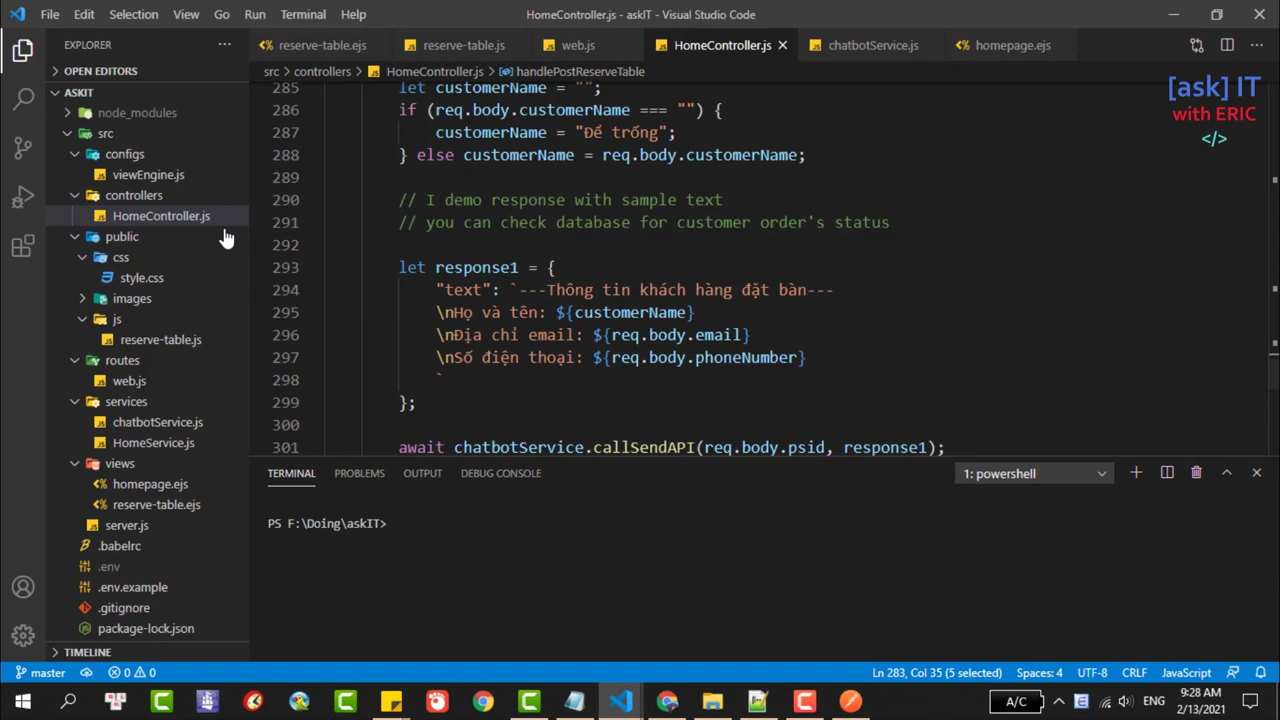 File Edit Selection View Go Run Terminal Help HomeController.js - askIT - Visual Studio Code
EXPLORER
reserve-table.ejs reserve-table.js web.js HomeController.js chatbotService.js homepage.ejs
OPEN EDITORS
src > controllers > HomeController.js > handlePostReserveTable
ASKIT
node_modules
src
configs
viewEngine.js
controllers
HomeController.js
public
css
style.css
images
js
reserve-table.js
routes
web.js
services
chatbotService.js
HomeService.js
views
homepage.ejs
reserve-table.ejs
server.js
.babelrc
.env
.env.example
.gitignore
package-lock.json
TIMELINE
285 let customerName = "";
286 if (req.body.customerName === "") {
287 customerName = "Để trống";
288 } else customerName = req.body.customerName;
289
290 // I demo response with sample text
291 // you can check database for customer order's status
292
293 let response1 = {
294 "text": `---Thông tin khách hàng đặt bàn---
295 \nHọ và tên: ${customerName}
296 \nĐịa chỉ email: ${req.body.email}
297 \nSố điện thoại: ${req.body.phoneNumber}
298 `
299 };
300
301 await chatbotService.callSendAPI(req.body.psid, response1);
[ask] IT
with ERIC
</>
TERMINAL PROBLEMS OUTPUT DEBUG CONSOLE 1: powershell
PS F:\Doing\askIT>
master 0 0 Ln 283, Col 35 (5 selected) Spaces: 4 UTF-8 CRLF JavaScript
A/C ENG 9:28 AM
2/13/2021